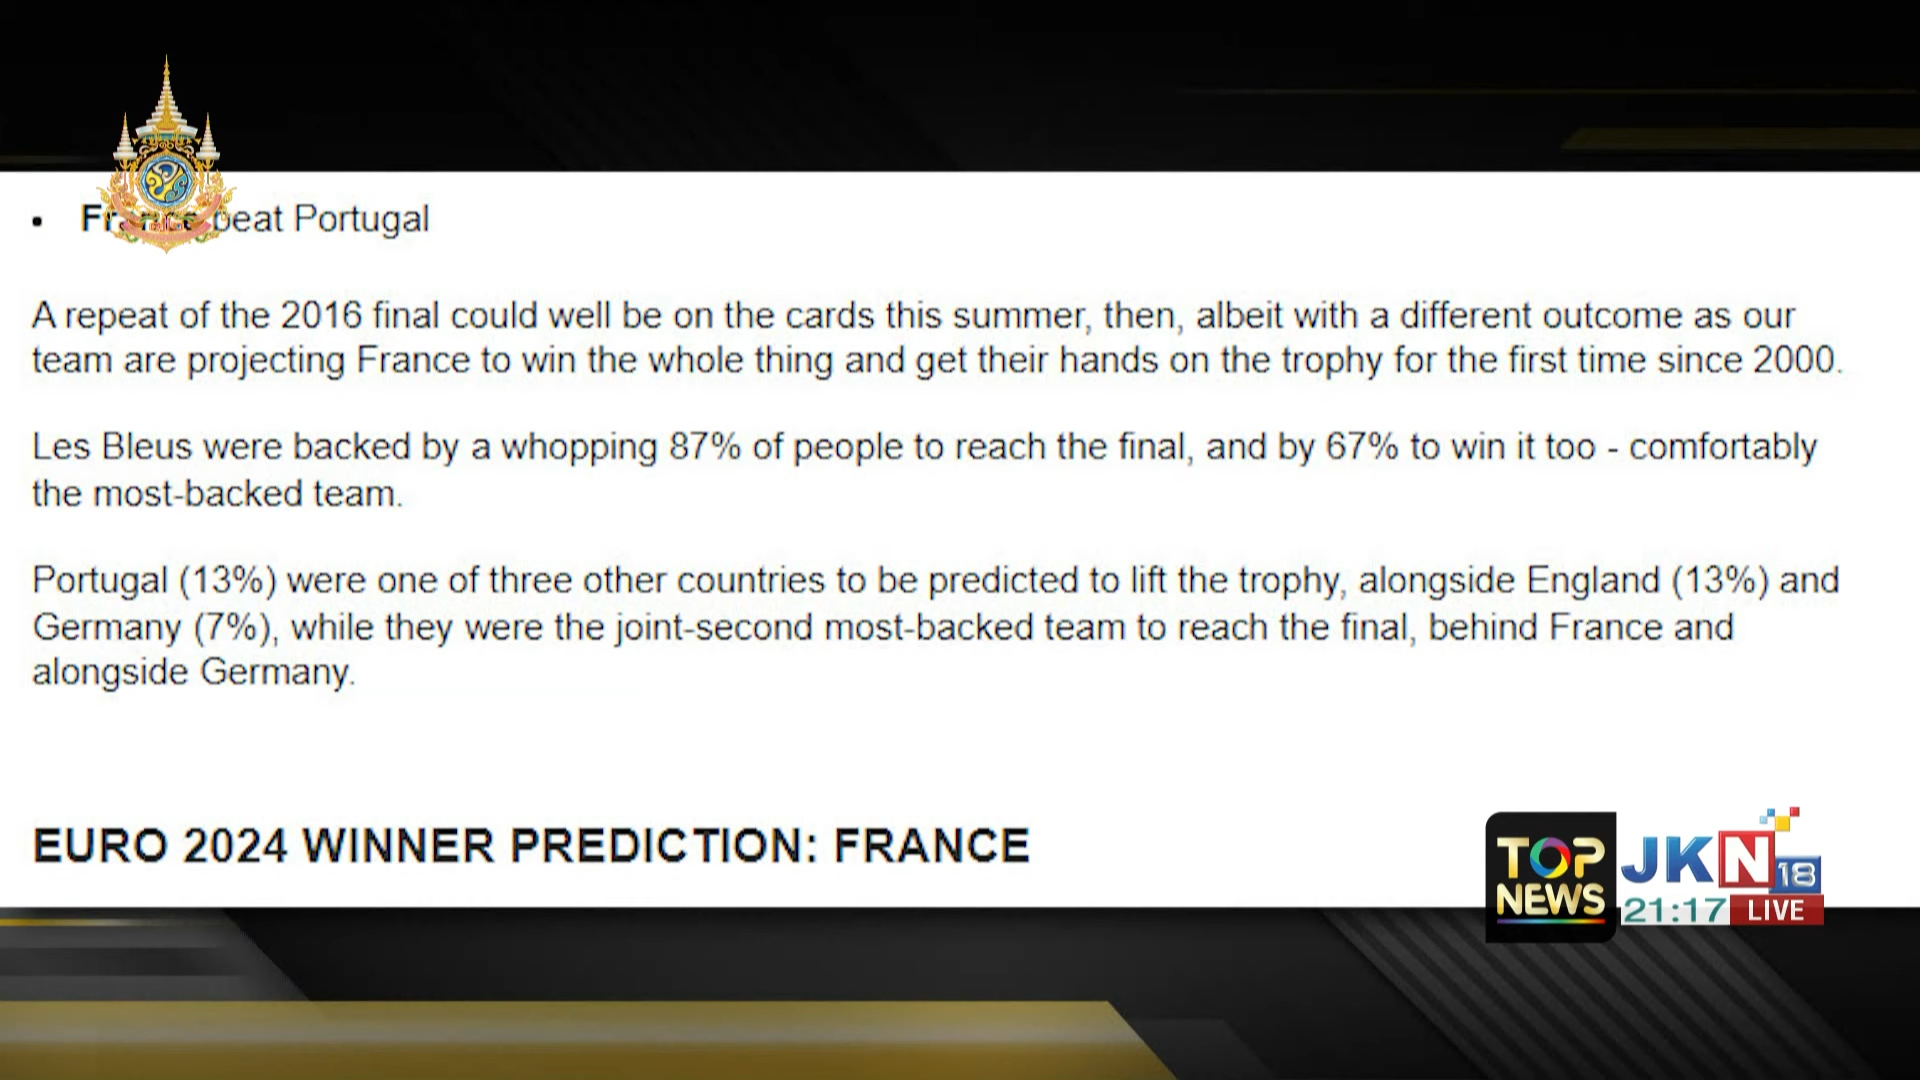 • France beat Portugal
A repeat of the 2016 final could well be on the cards this summer, then, albeit with a different outcome as our
team are projecting France to win the whole thing and get their hands on the trophy for the first time since 2000.
Les Bleus were backed by a whopping 87% of people to reach the final, and by 67% to win it too - comfortably
the most-backed team.
Portugal (13%) were one of three other countries to be predicted to lift the trophy, alongside England (13%) and
Germany (7%), while they were the joint-second most-backed team to reach the final, behind France and
alongside Germany.
EURO 2024 WINNER PREDICTION: FRANCE
TOP
NEWS
JKN18
21:17 LIVE